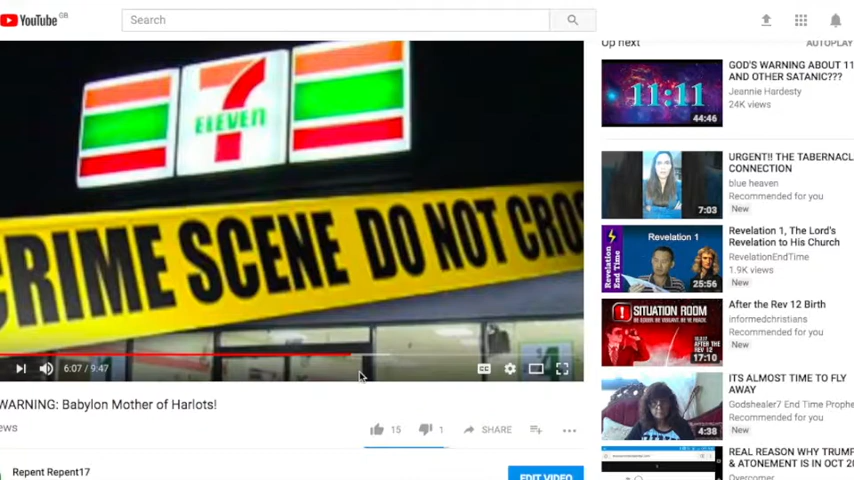 YouTube GB
Search
7
ELEVEN
CRIME SCENE DO NOT
6:07 / 9:47
CC
WARNING: Babylon Mother of Harlots!
15
1
SHARE
Repent Repent17
EDIT VIDEO
Up next
AUTOPLAY
11:11
44:46
GOD'S WARNING ABOUT 11
AND OTHER SATANIC???
Jeannie Hardesty
24K views
7:03
URGENT!! THE TABERNACL
CONNECTION
blue heaven
Recommended for you
New
Revelation End Time
Revelation 1
25:56
Revelation 1, The Lord's
Revelation to His Church
RevelationEndTime
1.9K views
New
SITUATION ROOM
17:10
After the Rev 12 Birth
informedchristians
Recommended for you
New
4:38
ITS ALMOST TIME TO FLY
AWAY
Godshealer7 End Time Prophe
Recommended for you
New
REAL REASON WHY TRUMP
& ATONEMENT IS IN OCT 20
Overcomer